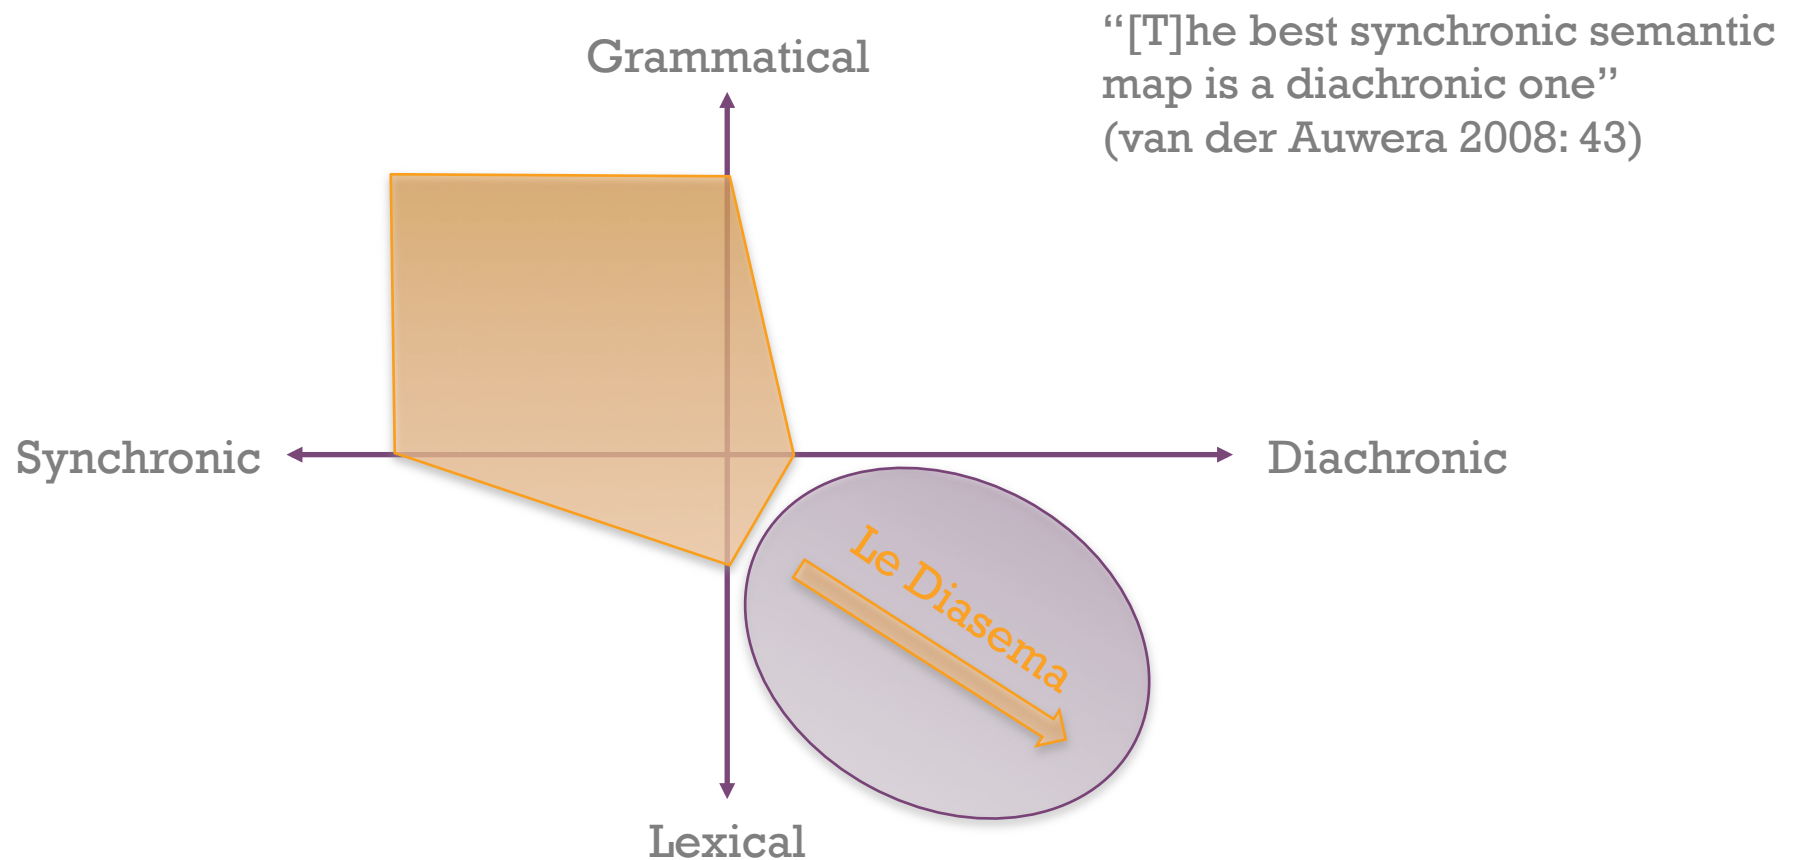 “[T]he best synchronic semantic
map is a diachronic one”
(van der Auwera 2008: 43)
Grammatical
Synchronic
Diachronic
Le Diasema
Lexical